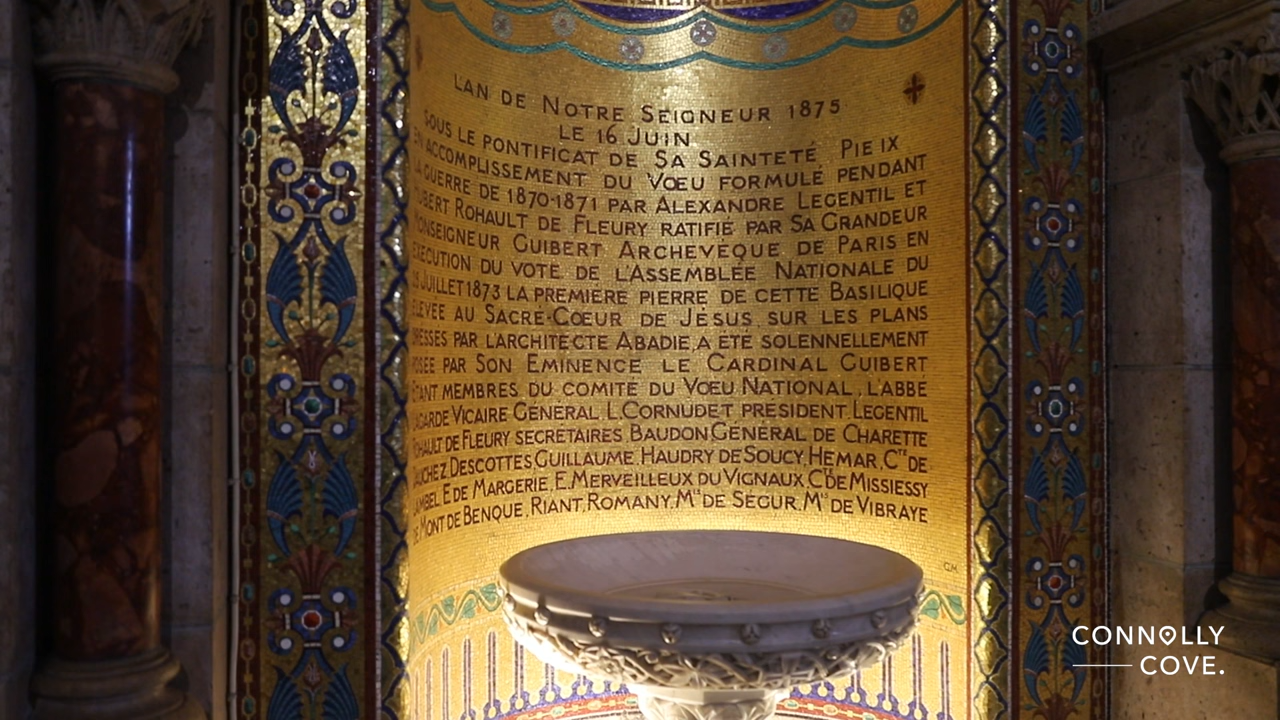 L'AN DE NOTRE SEIGNEUR 1875
LE 16 JUIN
SOUS LE PONTIFICAT DE SA SAINTETÉ PIE IX
EN ACCOMPLISSEMENT DU VŒU FORMULÉ PENDANT
LA GUERRE DE 1870-1871 PAR ALEXANDRE LEGENTIL ET
HUBERT ROHAULT DE FLEURY RATIFIÉ PAR SA GRANDEUR
MONSEIGNEUR GUIBERT ARCHEVÊQUE DE PARIS EN
EXÉCUTION DU VOTE DE L'ASSEMBLÉE NATIONALE DU
JUILLET 1873 LA PREMIÈRE PIERRE DE CETTE BASILIQUE
ÉLEVÉE AU SACRÉ-CŒUR DE JÉSUS SUR LES PLANS
DRESSÉS PAR L'ARCHITECTE ABADIE, A ÉTÉ SOLENNELLEMENT
POSÉE PAR SON EMINENCE LE CARDINAL GUIBERT
ÉTANT MEMBRES DU COMITÉ DU VŒU NATIONAL, L'ABBÉ
LAGARDE VICAIRE GÉNÉRAL, L. CORNUDET PRÉSIDENT, LEGENTIL
ROHAULT DE FLEURY SECRÉTAIRES, BAUDON GÉNÉRAL DE CHARETTE
DESCOTTES, GUILLAUME, HAUDRY DE SOUCY, HEMAR, CTE DE
LAMBEL, E. DE MARGERIE, E. MERVEILLEUX DU VIGNAUX, CTE DE MISSIESSY
DE MONT DE BENQUE, RIANT, ROMANY, MIS DE SÉGUR, MIS DE VIBRAYE
GM
CONNOLLY
COVE.